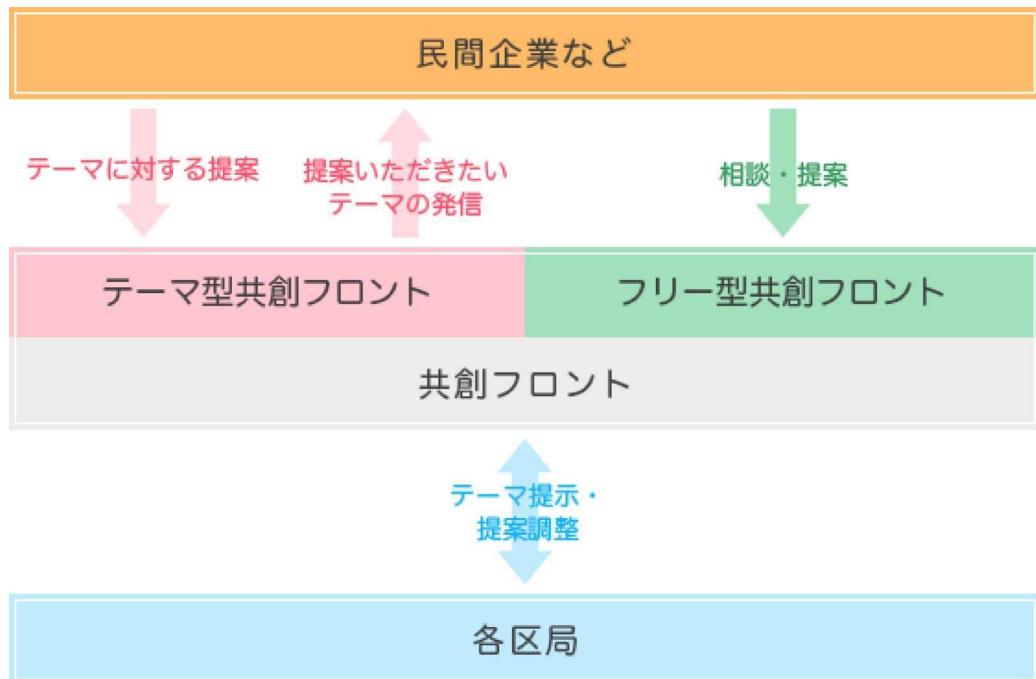 民間企業など
テーマに対する提案
提案いただきたい
テーマの発信
相談・提案
テーマ型共創フロント
フリー型共創フロント
共創フロント
テーマ提示・
提案調整
各区局